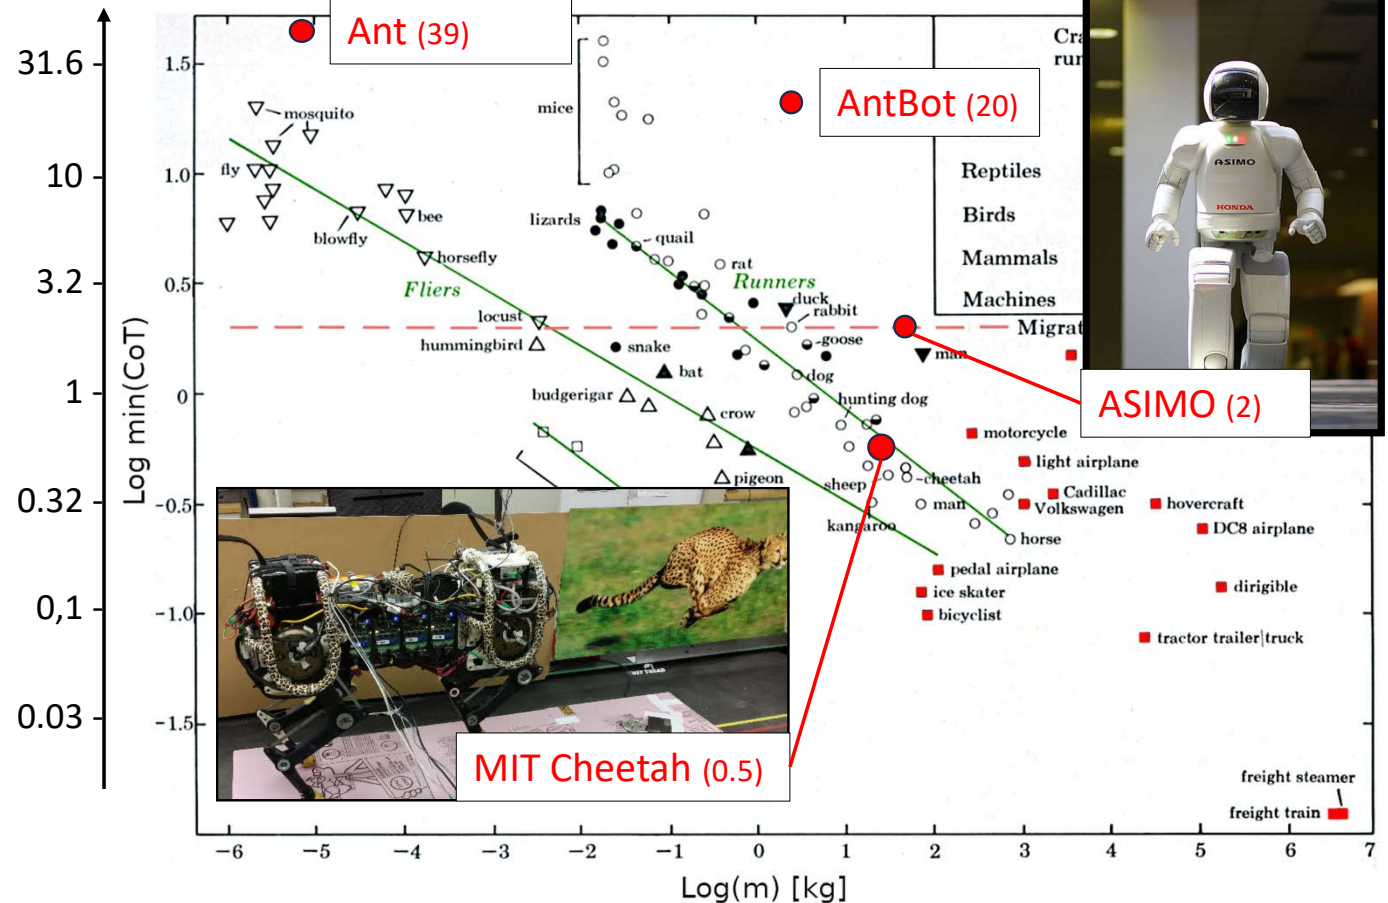 Ant (39)
AntBot (20)
ASIMO (2)
MIT Cheetah (0.5)
31.6
10
3.2
1
0.32
0,1
0.03
Log min(CoT)
1.5
1.0
0.5
0
-0.5
-1.0
-1.5
mosquito
fly
blowfly
bee
horsefly
Fliers
locust
hummingbird
mice
lizards
quail
rat
Runners
duck
rabbit
snake
goose
man
bat
dog
budgerigar
crow
hunting dog
pigeon
sheep
cheetah
man
kangaroo
horse
motorcycle
light airplane
Cadillac
Volkswagen
hovercraft
DC8 airplane
pedal airplane
ice skater
bicyclist
dirigible
tractor trailer truck
freight steamer
freight train
Reptiles
Birds
Mammals
Machines
ASIMO
HONDA
−6
−5
−4
−3
−2
−1
0
1
2
3
4
5
6
7
Log(m) [kg]